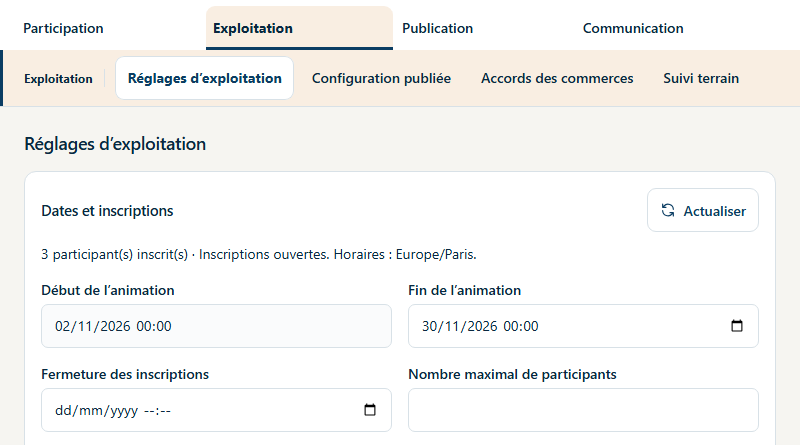 Participation Exploitation Publication Communication
Exploitation Réglages d’exploitation Configuration publiée Accords des commerces Suivi terrain
Réglages d’exploitation
Dates et inscriptions Actualiser
3 participant(s) inscrit(s) · Inscriptions ouvertes. Horaires : Europe/Paris.
Début de l’animation Fin de l’animation
02/11/2026 00:00 30/11/2026 00:00
Fermeture des inscriptions Nombre maximal de participants
dd/mm/yyyy --:--